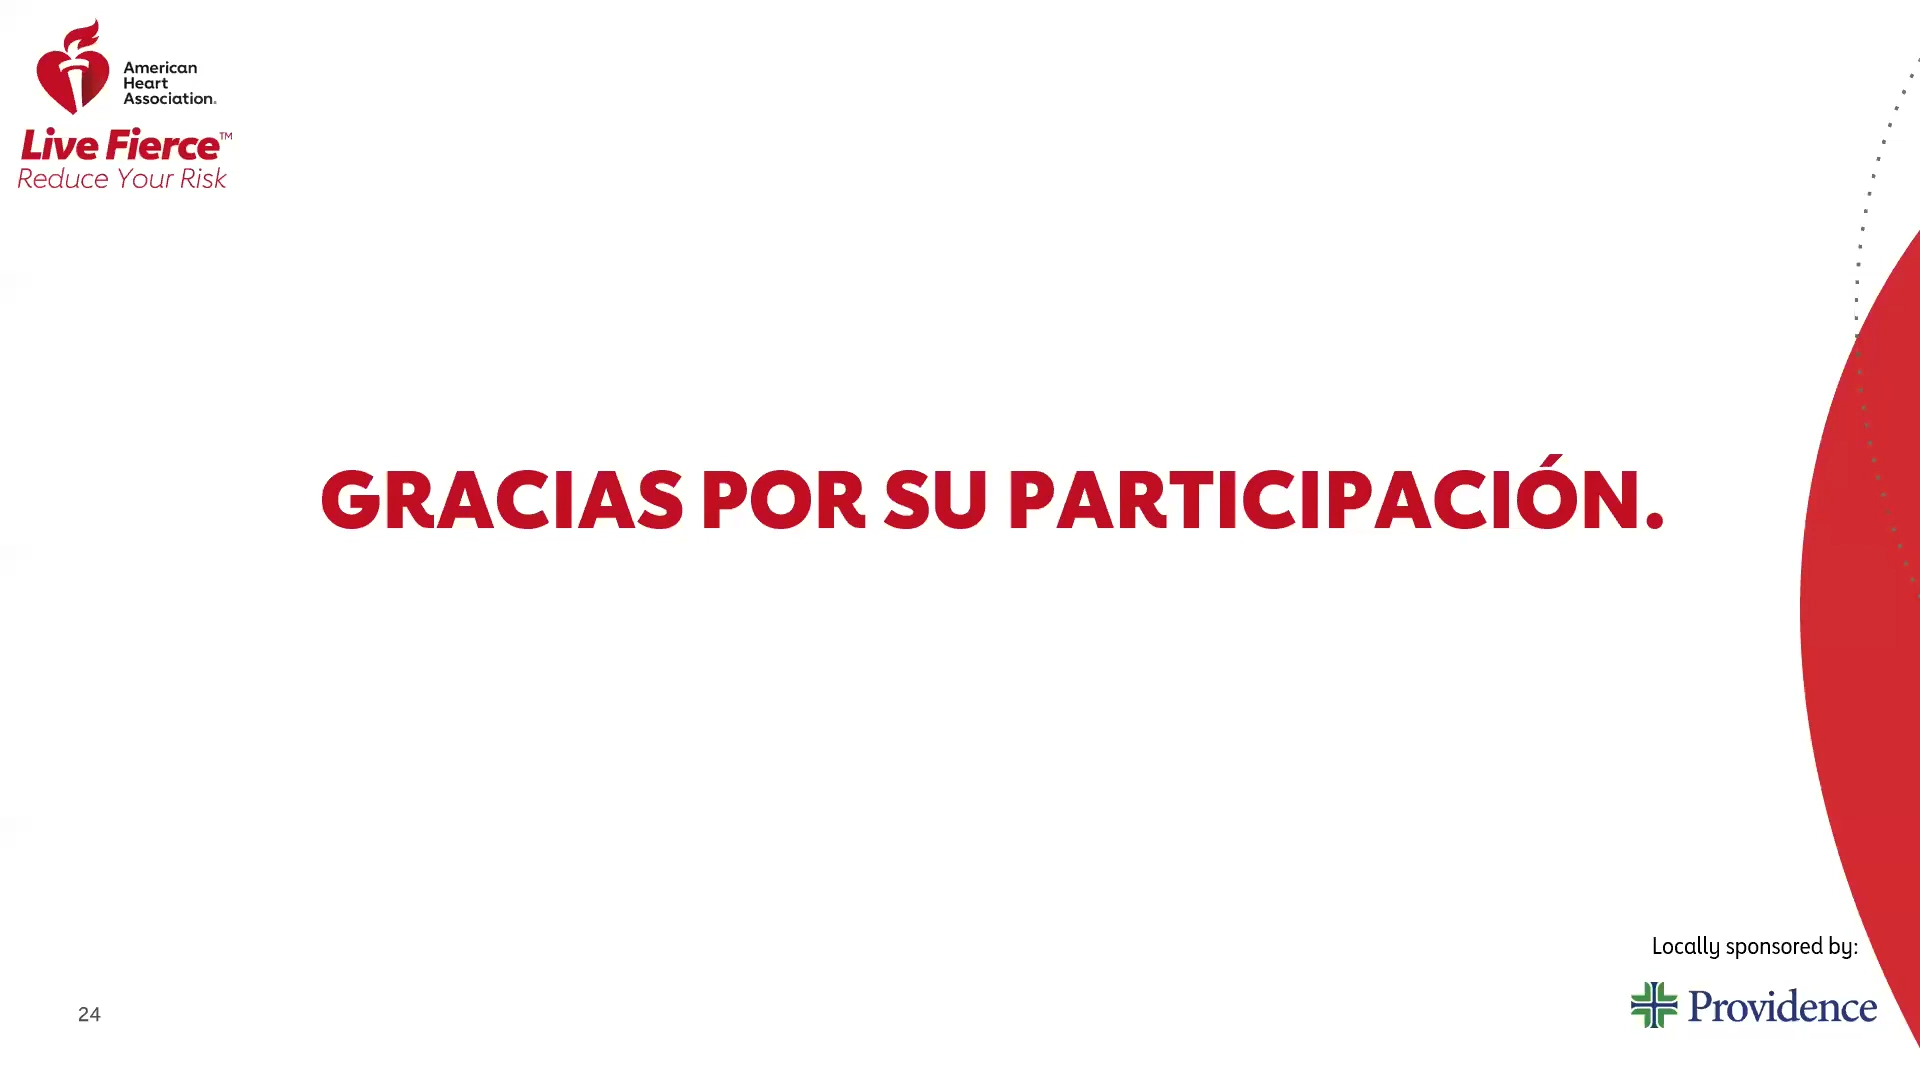 American
Heart
Association.
Live Fierce™
Reduce Your Risk
GRACIAS POR SU PARTICIPACIÓN.
Locally sponsored by:
Providence
24